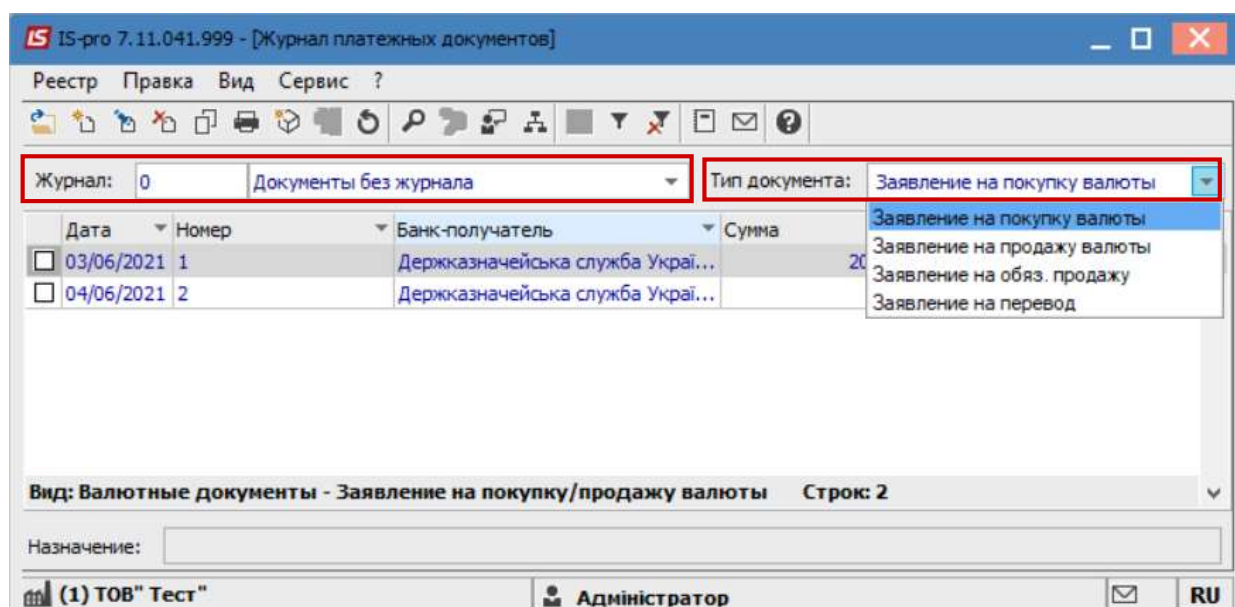 IS-pro 7.11.041.999 - [Журнал платежных документов]
Реестр Правка Вид Сервис ?
Журнал: 0 Документы без журнала Тип документа: Заявление на покупку валюты
Заявление на покупку валюты
Заявление на продажу валюты
Заявление на обяз. продажу
Заявление на перевод
Дата Номер Банк-получатель Сумма
03/06/2021 1 Держказначейська служба Украї... 20
04/06/2021 2 Держказначейська служба Украї...
Вид: Валютные документы - Заявление на покупку/продажу валюты Строк: 2
Назначение:
(1) ТОВ" Тест" Адміністратор RU